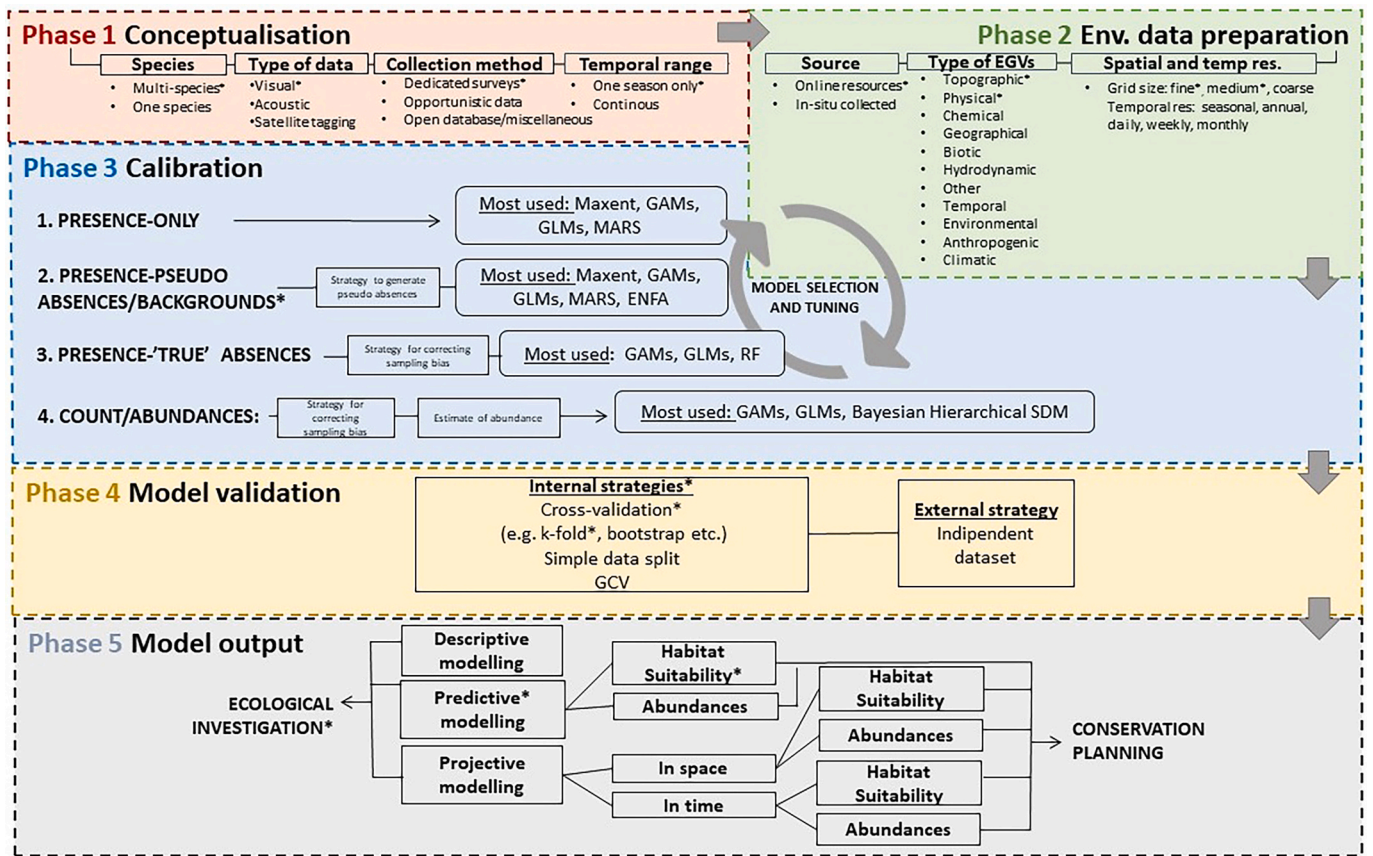 Phase 1 Conceptualisation
Species
• Multi-species*
• One species
Type of data
•Visual*
•Acoustic
•Satellite tagging
Collection method
• Dedicated surveys*
• Opportunistic data
• Open database/miscellaneous
Temporal range
• One season only*
• Continous
Phase 2 Env. data preparation
Source
• Online resources*
• In-situ collected
Type of EGVs
• Topographic*
• Physical*
• Chemical
• Geographical
• Biotic
• Hydrodynamic
• Other
• Temporal
• Environmental
• Anthropogenic
• Climatic
Spatial and temp res.
• Grid size: fine*, medium*, coarse
Temporal res: seasonal, annual,
daily, weekly, monthly
Phase 3 Calibration
1. PRESENCE-ONLY
Most used: Maxent, GAMs,
GLMs, MARS
2. PRESENCE-PSEUDO
ABSENCES/BACKGROUNDS*
Strategy to generate
pseudo absences
Most used: Maxent, GAMs,
GLMs, MARS, ENFA
MODEL SELECTION
AND TUNING
3. PRESENCE-’TRUE’ ABSENCES
Strategy for correcting
sampling bias
Most used: GAMs, GLMs, RF
4. COUNT/ABUNDANCES:
Strategy for
correcting
sampling bias
Estimate of abundance
Most used: GAMs, GLMs, Bayesian Hierarchical SDM
Phase 4 Model validation
Internal strategies*
Cross-validation*
(e.g. k-fold*, bootstrap etc.)
Simple data split
GCV
External strategy
Indipendent
dataset
Phase 5 Model output
ECOLOGICAL
INVESTIGATION*
Descriptive
modelling
Predictive*
modelling
Projective
modelling
Habitat
Suitability*
Abundances
In space
In time
Habitat
Suitability
Abundances
Habitat
Suitability
Abundances
CONSERVATION
PLANNING